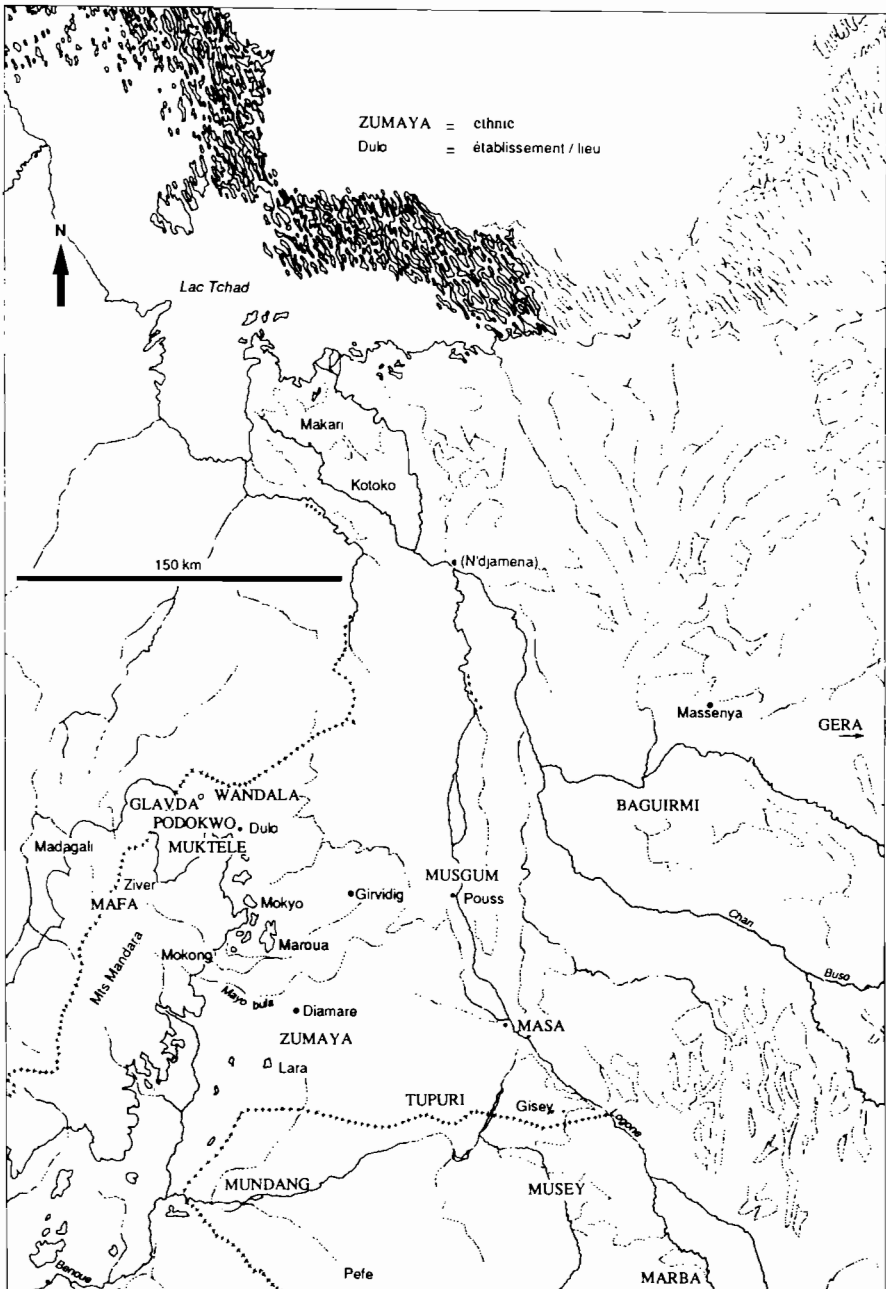 ZUMAYA = ethnic
Dulo = établissement / lieu
N
Lac Tchad
Makari
Kotoko
150 km
(N'djamena)
Massenya
GERA
BAGUIRMI
WANDALA
GLAVDA
PODOKWO
Dulo
MUKTELE
Madagali
Ziver
MAFA
Mokyo
Girvidig
MUSGUM
Pouss
Mts Mandara
Mokong
Maroua
Chari
Buso
Mayo bula
Diamare
MASA
ZUMAYA
Lara
TUPURI
Gisey
Logone
MUNDANG
MUSEY
Benoue
Pefe
MARBA